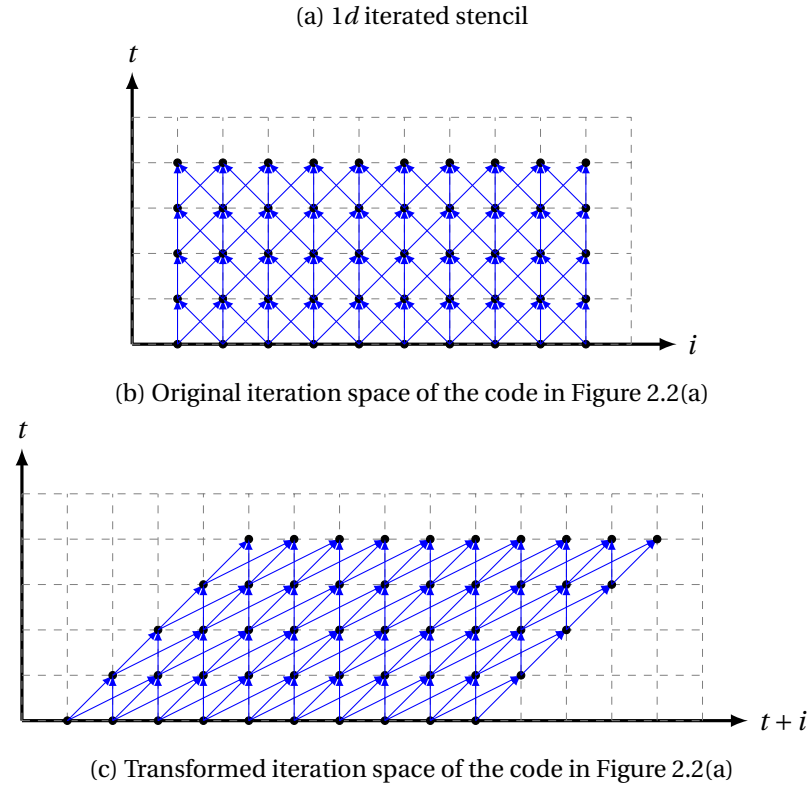 (a) 1d iterated stencil
t
i
(b) Original iteration space of the code in Figure 2.2(a)
t
t + i
(c) Transformed iteration space of the code in Figure 2.2(a)